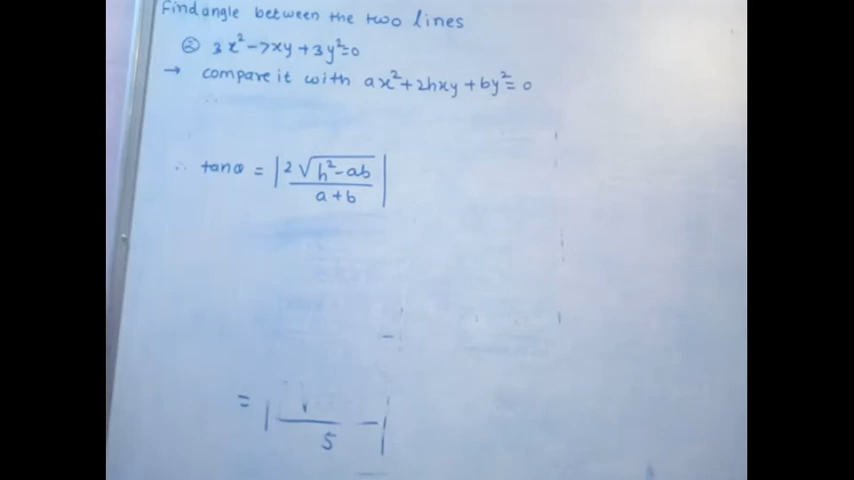 Find angle between the two lines
② 3x²-7xy+3y²=0
→ compare it with ax²+2hxy+by²=0
∴ tanθ = |2√h²-ab / a+b|
= | √ / 5 - |